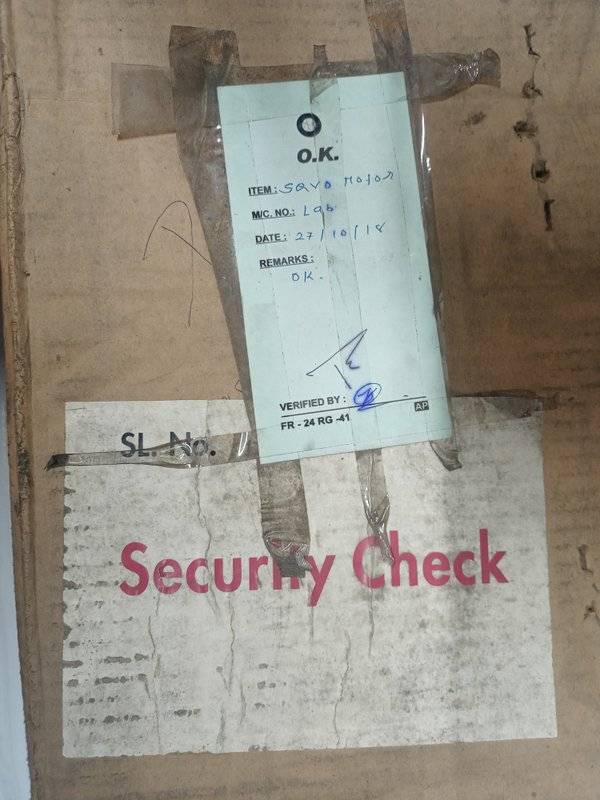 O.K.
ITEM: SQVO Motor
M/C. NO.: Lab
DATE: 27/10/18
REMARKS:
OK.
VERIFIED BY:
AP
FR - 24 RG -41
SL. No.
Security Check